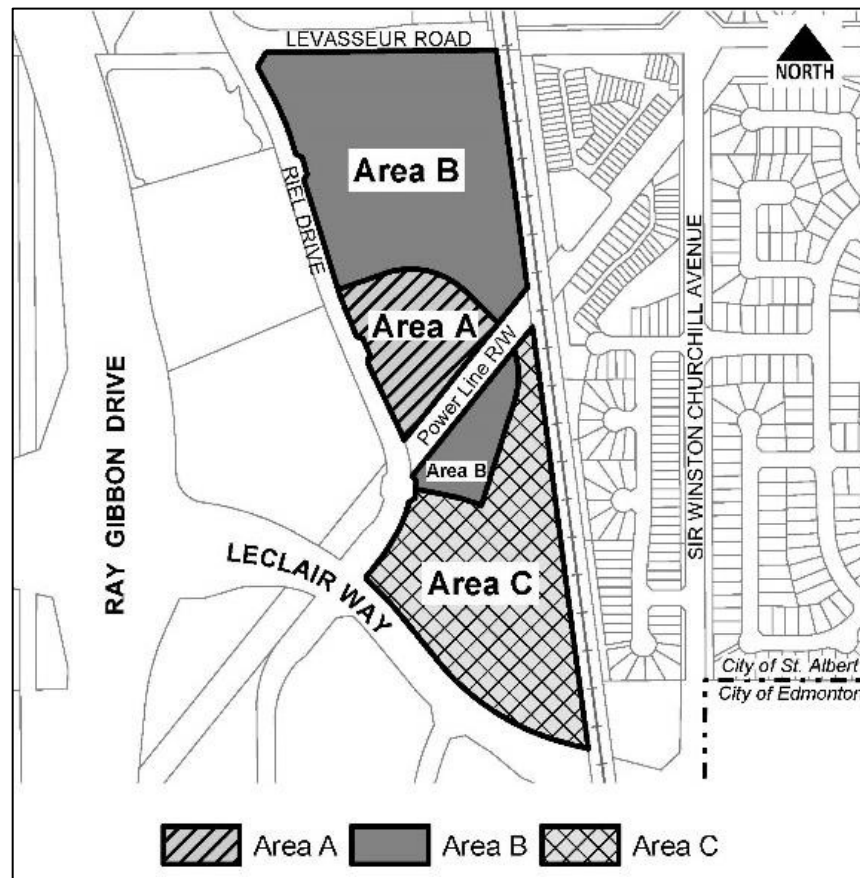 LEVASSEUR ROAD
NORTH
Area B
RIEL DRIVE
Area A
Power Line R/W
SIR WINSTON CHURCHILL AVENUE
RAY GIBBON DRIVE
Area B
LECLAIR WAY
Area C
City of St. Albert
City of Edmonton
Area A Area B Area C